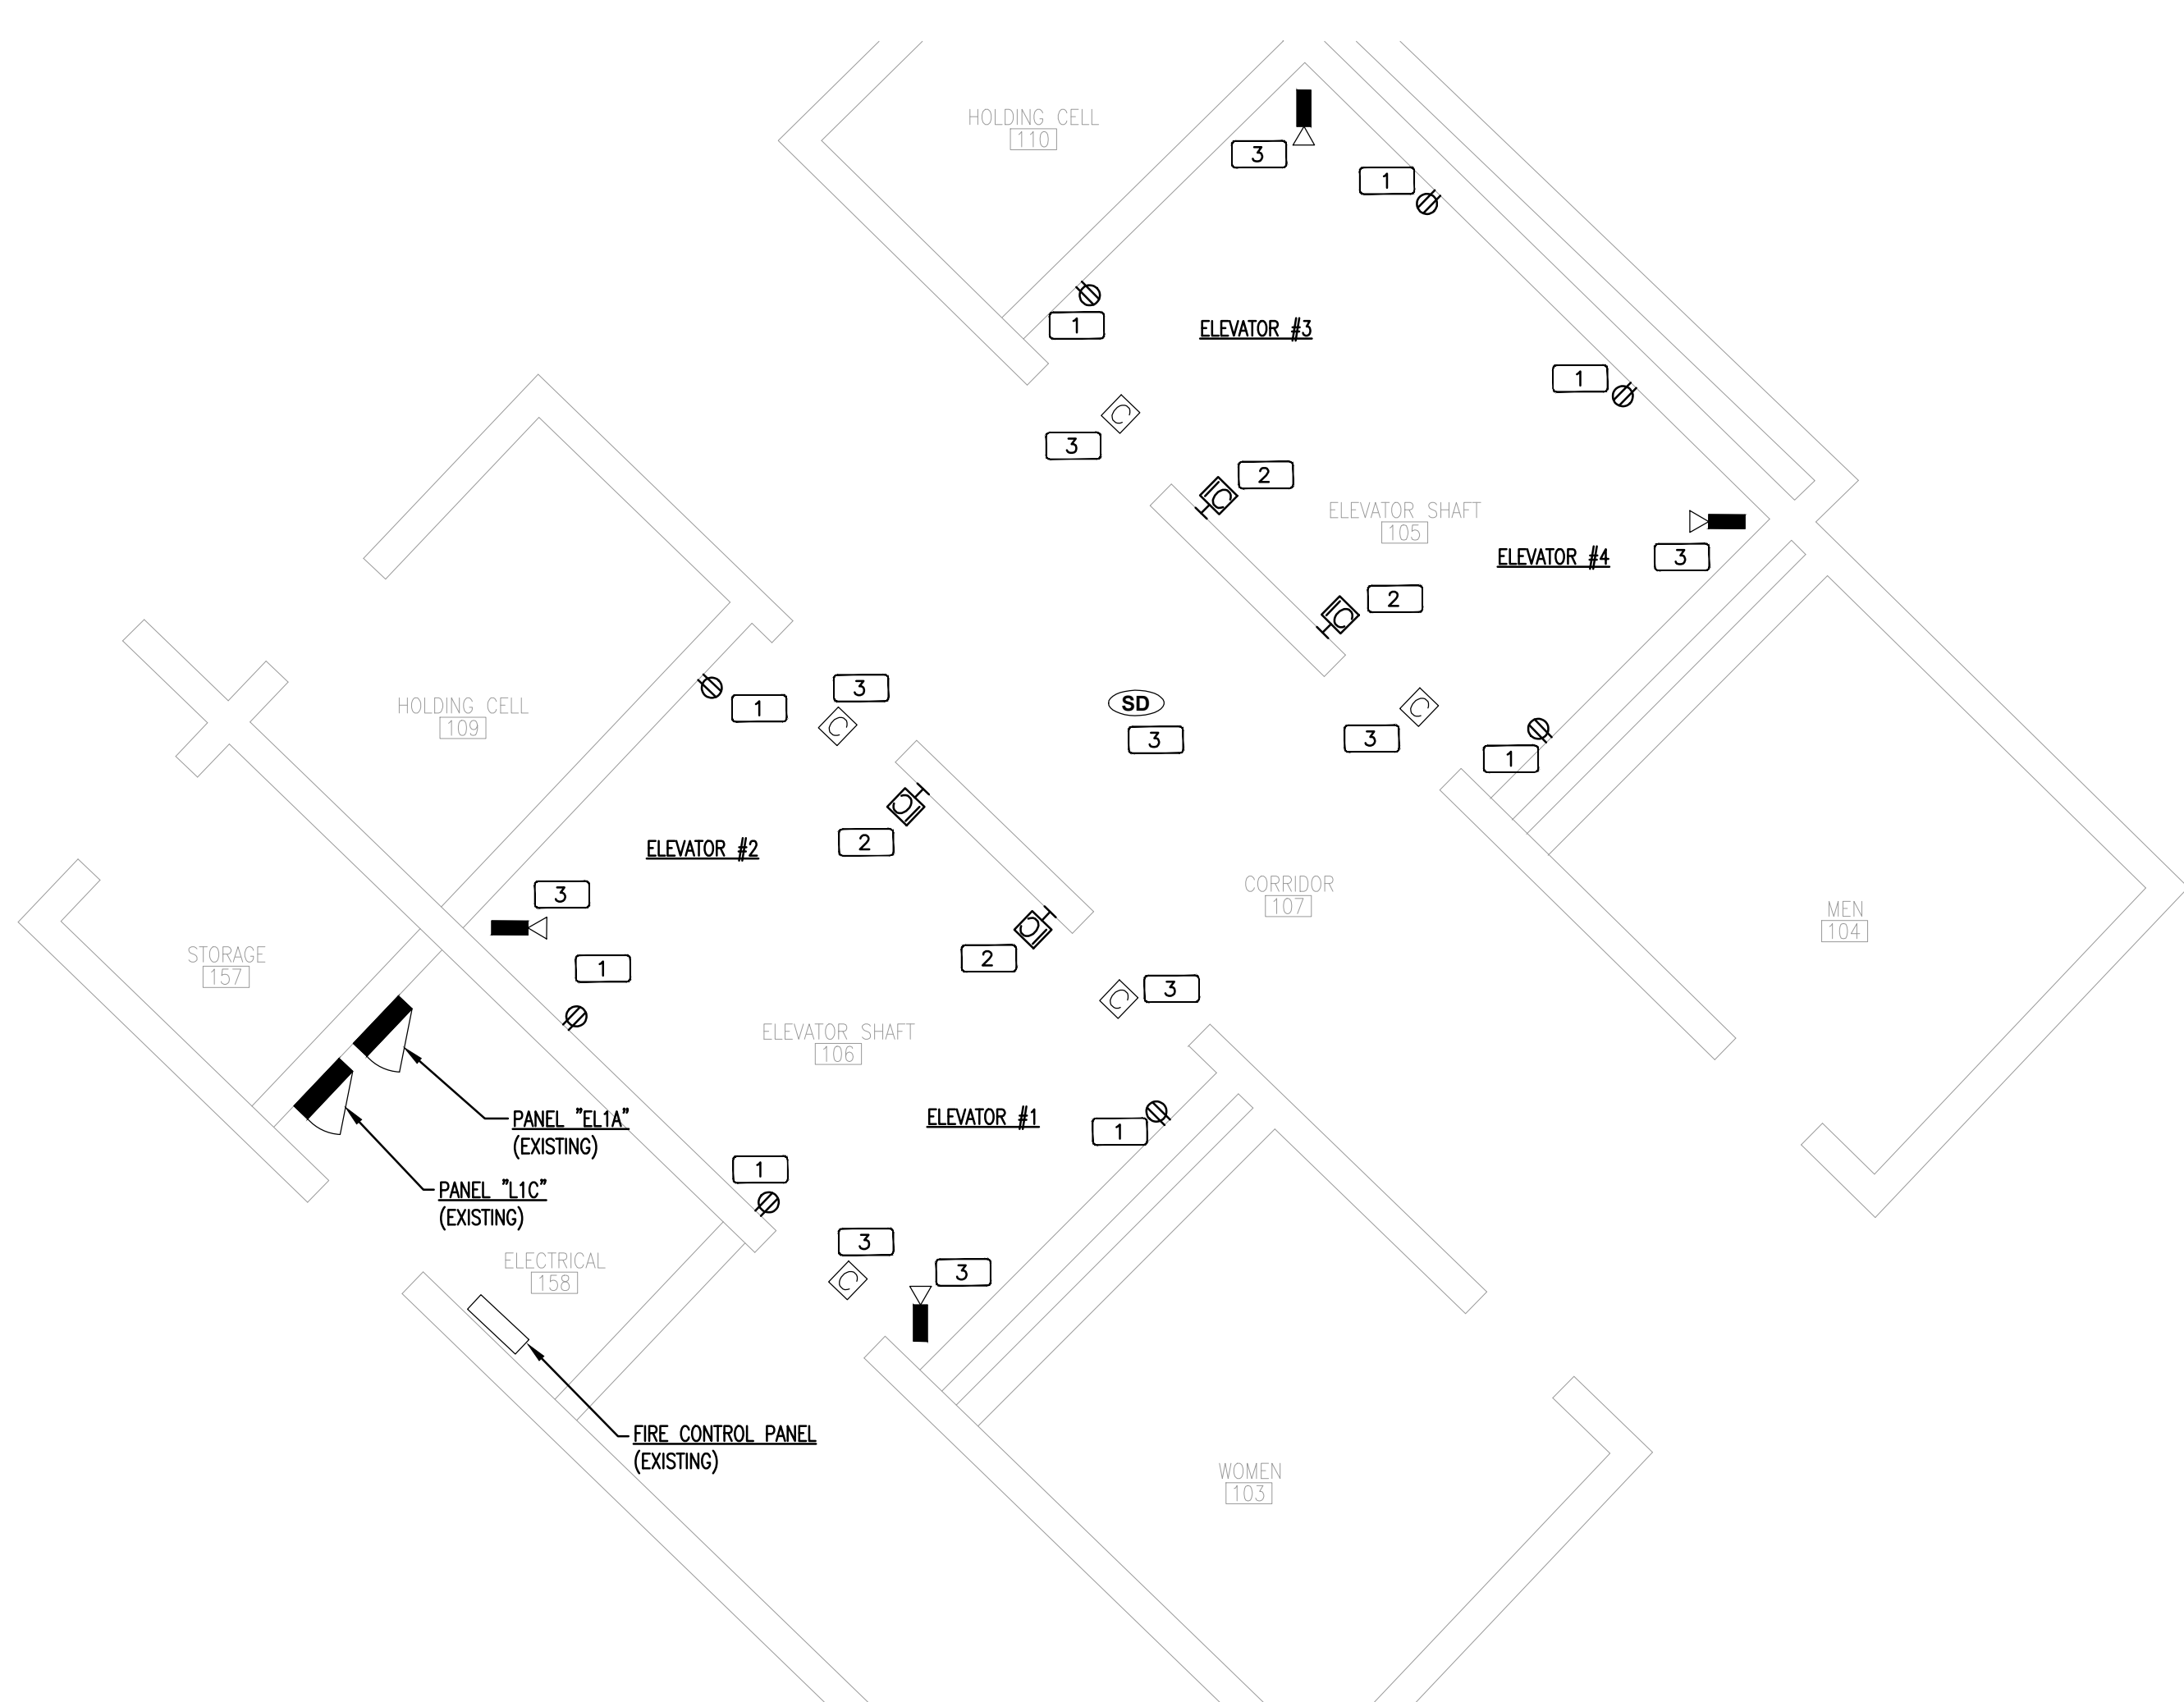 HOLDING CELL
110
3
1
1
ELEVATOR #3
1
C
3
C
2
ELEVATOR SHAFT
105
ELEVATOR #4
3
C
2
HOLDING CELL
109
1
3
C
SD
3
C
3
1
C
2
ELEVATOR #2
3
CORRIDOR
107
MEN
104
C
2
STORAGE
157
1
C
3
ELEVATOR SHAFT
106
ELEVATOR #1
1
PANEL "EL1A"
(EXISTING)
PANEL "L1C"
(EXISTING)
1
3
C
3
ELECTRICAL
158
FIRE CONTROL PANEL
(EXISTING)
WOMEN
103